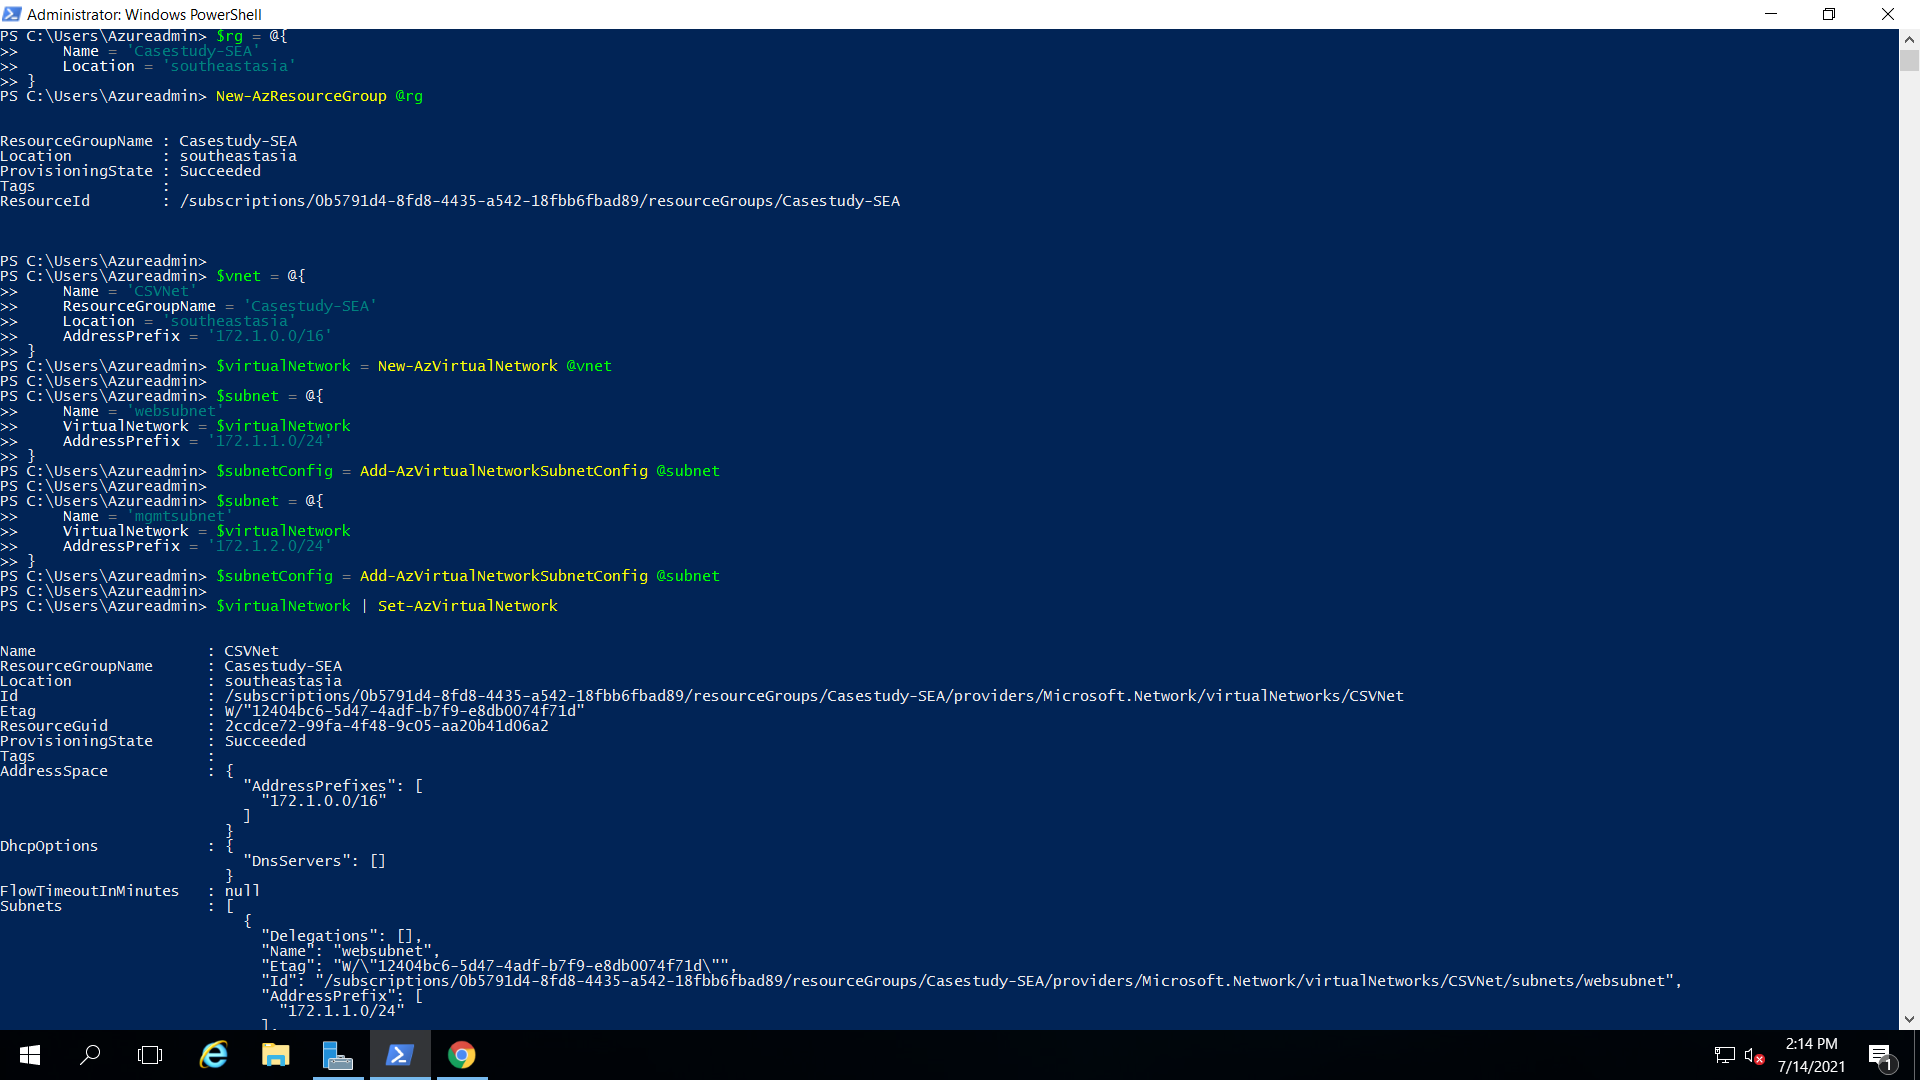 Administrator: Windows PowerShell
PS C:\Users\Azureadmin> $rg = @{
>>     Name = 'Casestudy-SEA'
>>     Location = 'southeastasia'
>> }
PS C:\Users\Azureadmin> New-AzResourceGroup @rg
ResourceGroupName : Casestudy-SEA
Location          : southeastasia
ProvisioningState : Succeeded
Tags              :
ResourceId        : /subscriptions/0b5791d4-8fd8-4435-a542-18fbb6fbad89/resourceGroups/Casestudy-SEA
PS C:\Users\Azureadmin>
PS C:\Users\Azureadmin> $vnet = @{
>>     Name = 'CSVNet'
>>     ResourceGroupName = 'Casestudy-SEA'
>>     Location = 'southeastasia'
>>     AddressPrefix = '172.1.0.0/16'
>> }
PS C:\Users\Azureadmin> $virtualNetwork = New-AzVirtualNetwork @vnet
PS C:\Users\Azureadmin>
PS C:\Users\Azureadmin> $subnet = @{
>>     Name = 'websubnet'
>>     VirtualNetwork = $virtualNetwork
>>     AddressPrefix = '172.1.1.0/24'
>> }
PS C:\Users\Azureadmin> $subnetConfig = Add-AzVirtualNetworkSubnetConfig @subnet
PS C:\Users\Azureadmin>
PS C:\Users\Azureadmin> $subnet = @{
>>     Name = 'mgmtsubnet'
>>     VirtualNetwork = $virtualNetwork
>>     AddressPrefix = '172.1.2.0/24'
>> }
PS C:\Users\Azureadmin> $subnetConfig = Add-AzVirtualNetworkSubnetConfig @subnet
PS C:\Users\Azureadmin>
PS C:\Users\Azureadmin> $virtualNetwork | Set-AzVirtualNetwork
Name                   : CSVNet
ResourceGroupName      : Casestudy-SEA
Location               : southeastasia
Id                     : /subscriptions/0b5791d4-8fd8-4435-a542-18fbb6fbad89/resourceGroups/Casestudy-SEA/providers/Microsoft.Network/virtualNetworks/CSVNet
Etag                   : W/"12404bc6-5d47-4adf-b7f9-e8db0074f71d"
ResourceGuid           : 2ccdce72-99fa-4f48-9c05-aa20b41d06a2
ProvisioningState      : Succeeded
Tags                   :
AddressSpace           : {
"AddressPrefixes": [
"172.1.0.0/16"
]
}
DhcpOptions            : {
"DnsServers": []
}
FlowTimeoutInMinutes   : null
Subnets                : [
{
"Delegations": [],
"Name": "websubnet",
"Etag": "W/\"12404bc6-5d47-4adf-b7f9-e8db0074f71d\"",
"Id": "/subscriptions/0b5791d4-8fd8-4435-a542-18fbb6fbad89/resourceGroups/Casestudy-SEA/providers/Microsoft.Network/virtualNetworks/CSVNet/subnets/websubnet",
"AddressPrefix": [
"172.1.1.0/24"
],
2:14 PM
7/14/2021
1